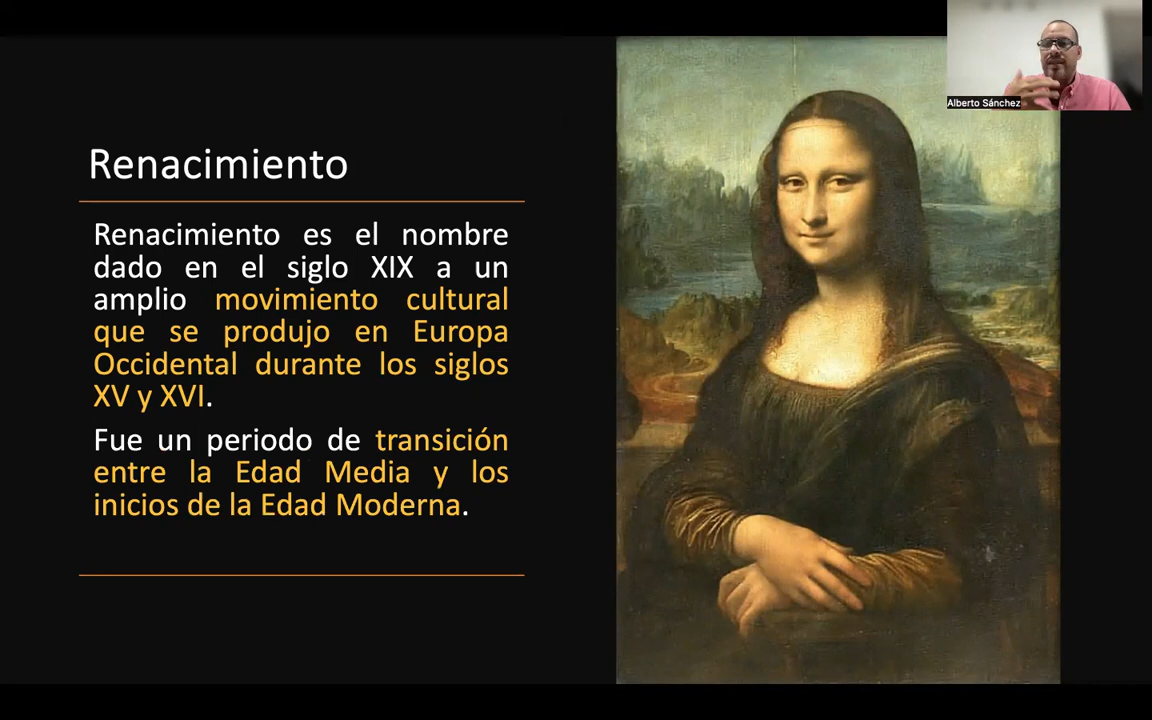 Alberto Sánchez
Renacimiento
Renacimiento es el nombre
dado en el siglo XIX a un
amplio movimiento cultural
que se produjo en Europa
Occidental durante los siglos
XV y XVI.
Fue un periodo de transición
entre la Edad Media y los
inicios de la Edad Moderna.